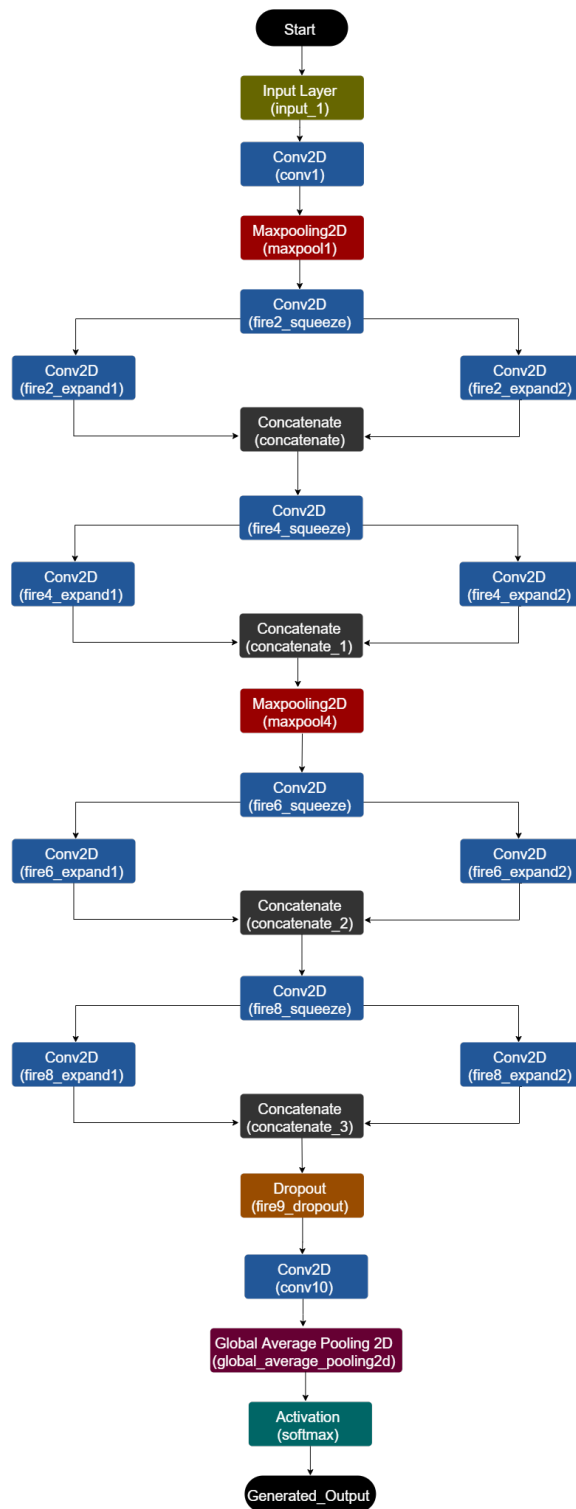 Start
Input Layer
(input_1)
Conv2D
(conv1)
Maxpooling2D
(maxpool1)
Conv2D
(fire2_squeeze)
Conv2D
(fire2_expand1)
Conv2D
(fire2_expand2)
Concatenate
(concatenate)
Conv2D
(fire4_squeeze)
Conv2D
(fire4_expand1)
Conv2D
(fire4_expand2)
Concatenate
(concatenate_1)
Maxpooling2D
(maxpool4)
Conv2D
(fire6_squeeze)
Conv2D
(fire6_expand1)
Conv2D
(fire6_expand2)
Concatenate
(concatenate_2)
Conv2D
(fire8_squeeze)
Conv2D
(fire8_expand1)
Conv2D
(fire8_expand2)
Concatenate
(concatenate_3)
Dropout
(fire9_dropout)
Conv2D
(conv10)
Global Average Pooling 2D
(global_average_pooling2d)
Activation
(softmax)
Generated_Output